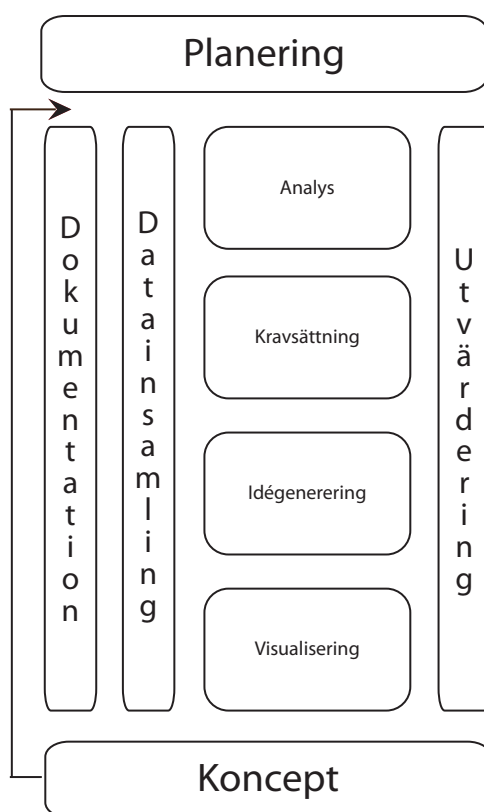 Planering
Dokumentation
Datainsamling
Analys
Kravsättning
Idégenerering
Visualisering
Utvärdering
Koncept